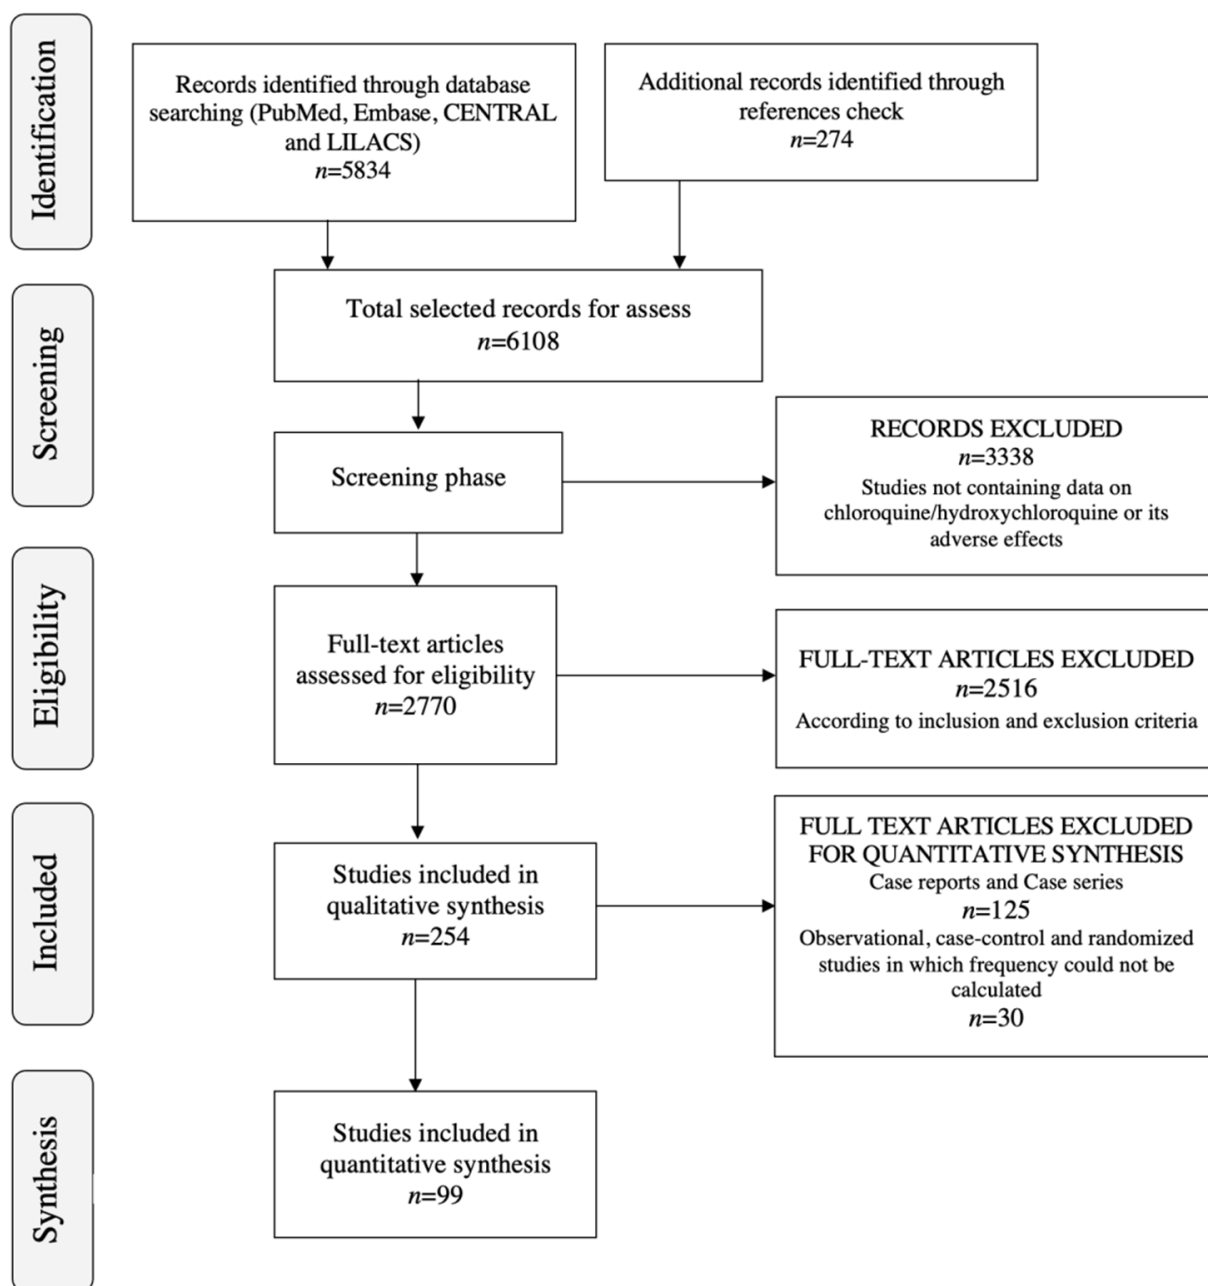 Identification
Records identified through database
searching (PubMed, Embase, CENTRAL
and LILACS)
n=5834
Additional records identified through
references check
n=274
Screening
Total selected records for assess
n=6108
Screening phase
RECORDS EXCLUDED
n=3338
Studies not containing data on
chloroquine/hydroxychloroquine or its
adverse effects
Eligibility
Full-text articles
assessed for eligibility
n=2770
FULL-TEXT ARTICLES EXCLUDED
n=2516
According to inclusion and exclusion criteria
Included
Studies included in
qualitative synthesis
n=254
FULL TEXT ARTICLES EXCLUDED
FOR QUANTITATIVE SYNTHESIS
Case reports and Case series
n=125
Observational, case-control and randomized
studies in which frequency could not be
calculated
n=30
Synthesis
Studies included in
quantitative synthesis
n=99